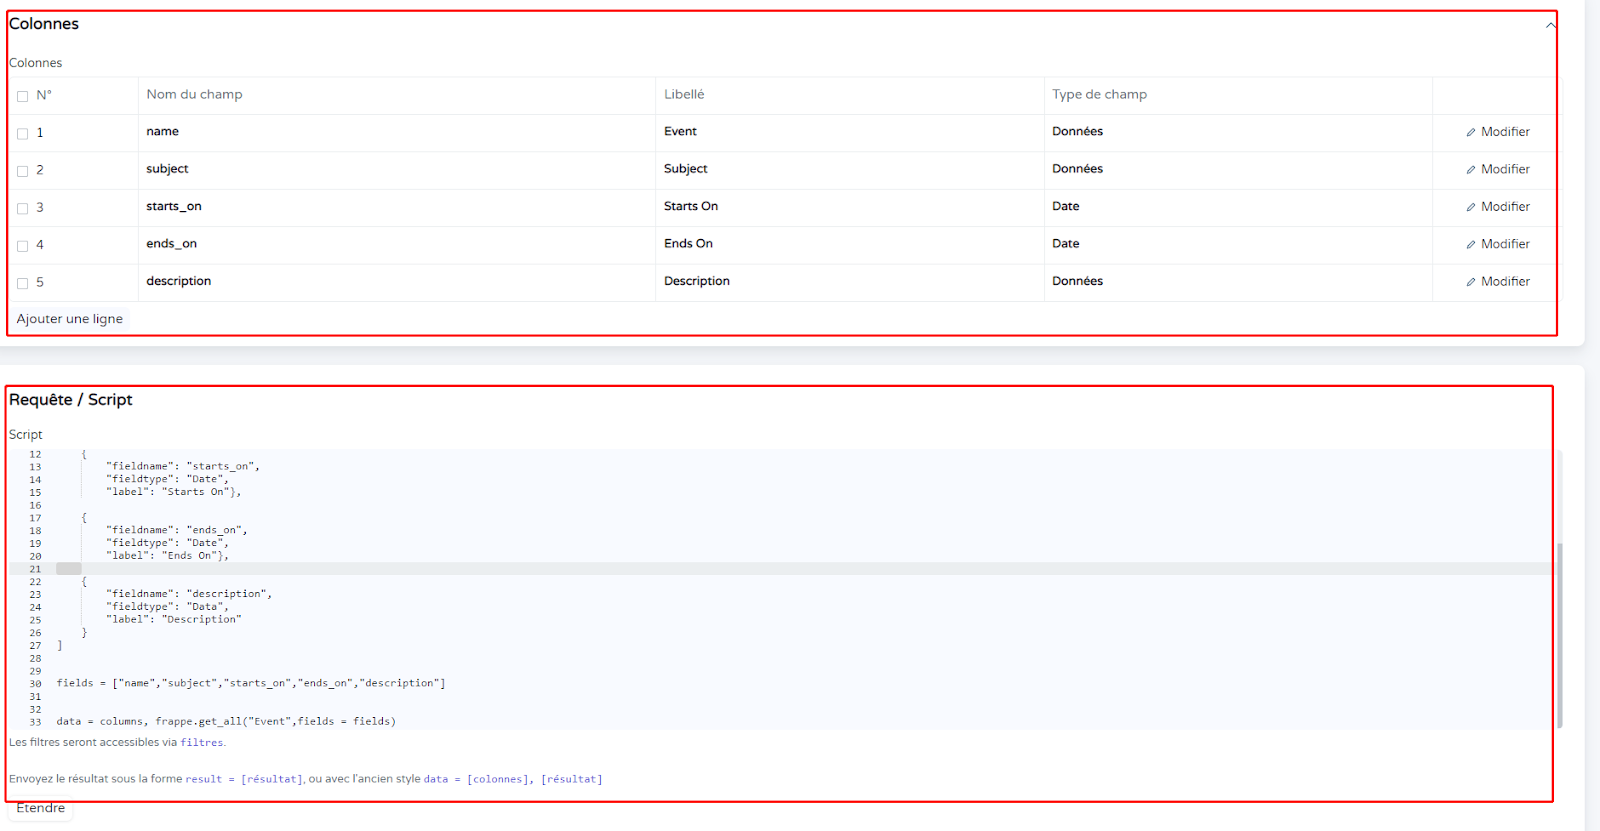 Colonnes
Colonnes
N° Nom du champ Libellé Type de champ
1 name Event Données Modifier
2 subject Subject Données Modifier
3 starts_on Starts On Date Modifier
4 ends_on Ends On Date Modifier
5 description Description Données Modifier
Ajouter une ligne
Requête / Script
Script
12 {
13 "fieldname": "starts_on",
14 "fieldtype": "Date",
15 "label": "Starts On"},
16
17 {
18 "fieldname": "ends_on",
19 "fieldtype": "Date",
20 "label": "Ends On"},
21
22 {
23 "fieldname": "description",
24 "fieldtype": "Data",
25 "label": "Description"
26 }
27 ]
28
29
30 fields = ["name","subject","starts_on","ends_on","description"]
31
32
33 data = columns, frappe.get_all("Event",fields = fields)
Les filtres seront accessibles via filtres.
Envoyez le résultat sous la forme result = [résultat], ou avec l'ancien style data = [colonnes], [résultat]
Etendre